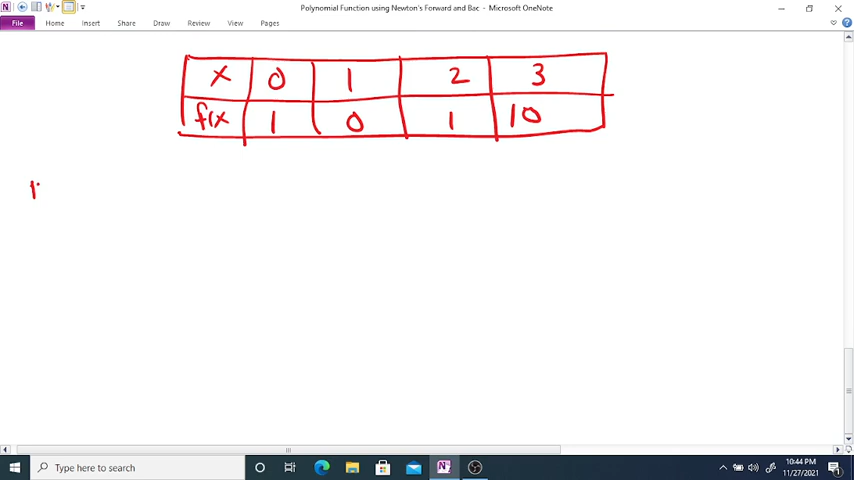 Polynomial Function using Newton's Forward and Bac - Microsoft OneNote
File Home Insert Share Draw Review View Pages
x 0 1 2 3
f(x 1 0 1 10
Type here to search
10:44 PM
11/27/2021